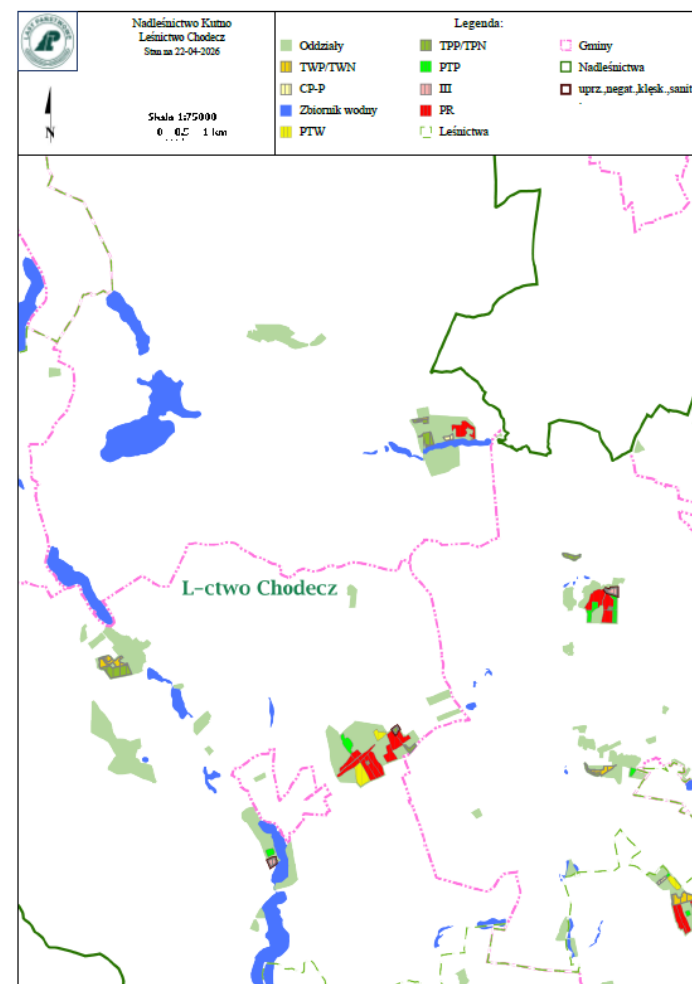 LASY PAŃSTWOWE
Nadleśnictwo Kutno
Leśnictwo Chodecz
Stan na 22-04-2026
N
Skala 1:75000
0 0,5 1 km
Legenda:
Oddziały
TWP/TWN
CP-P
Zbiornik wodny
PTW
TPP/TPN
PTP
III
PR
Leśnictwa
Gminy
Nadleśnictwa
uprz.,negat.,klęsk.,sanit
L-ctwo Chodecz